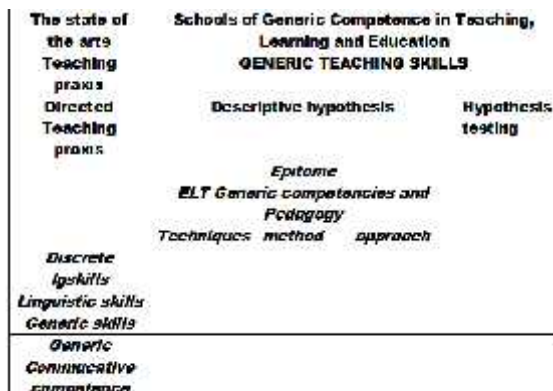 The state of
the arts
Teaching
praxis
Schools of Generic Competence in Teaching,
Learning and Education
GENERIC TEACHING SKILLS
Directed
Teaching
praxis
Descriptive hypothesis
Hypothesis
testing
Epitome
ELT Generic competencies and
Pedagogy
Techniques method approach
Discrete
lgskills
Linguistic skills
Generic skills
Generic
Commucative
competence